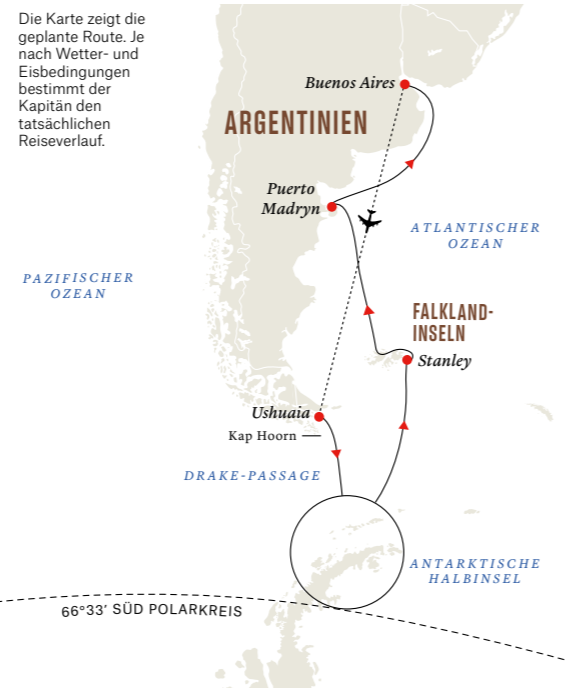 Die Karte zeigt die
geplante Route. Je
nach Wetter- und
Eisbedingungen
bestimmt der
Kapitän den
tatsächlichen
Reiseverlauf.
Buenos Aires
ARGENTINIEN
Puerto
Madryn
ATLANTISCHER
OZEAN
PAZIFISCHER
OZEAN
FALKLAND-
INSELN
Stanley
Ushuaia
Kap Hoorn
DRAKE-PASSAGE
ANTARKTISCHE
HALBINSEL
66°33' SÜD POLARKREIS